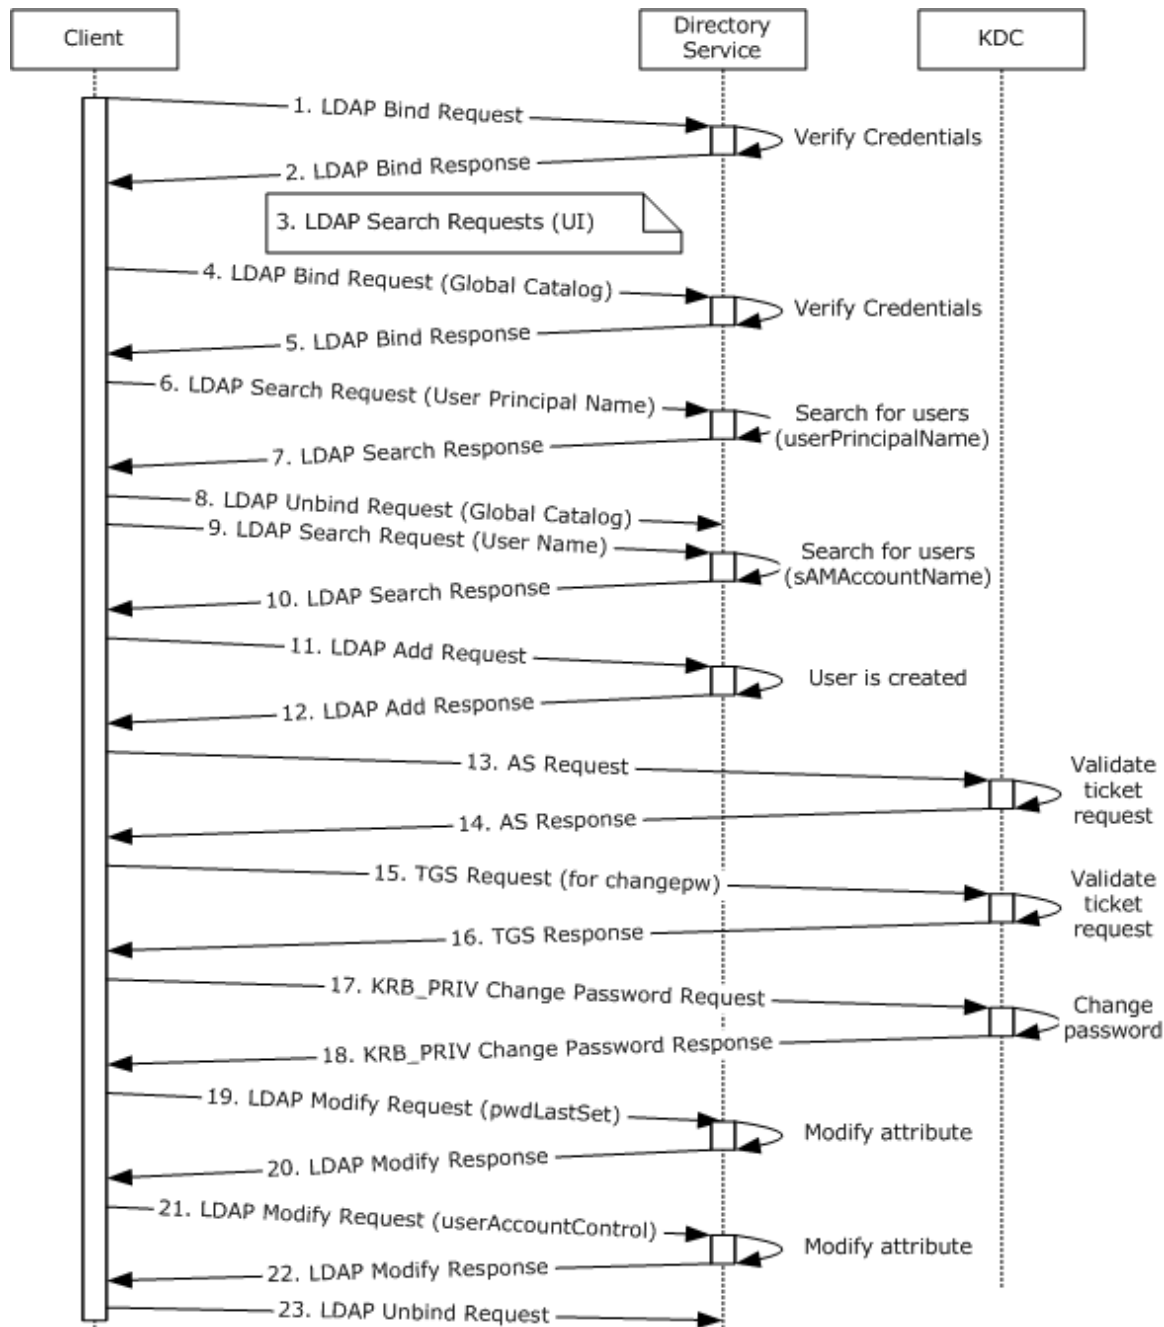 Client
Directory
Service
KDC
1. LDAP Bind Request
Verify Credentials
2. LDAP Bind Response
3. LDAP Search Requests (UI)
4. LDAP Bind Request (Global Catalog)
Verify Credentials
5. LDAP Bind Response
6. LDAP Search Request (User Principal Name)
Search for users
(userPrincipalName)
7. LDAP Search Response
8. LDAP Unbind Request (Global Catalog)
9. LDAP Search Request (User Name)
Search for users
(sAMAccountName)
10. LDAP Search Response
11. LDAP Add Request
User is created
12. LDAP Add Response
13. AS Request
Validate
ticket
request
14. AS Response
15. TGS Request (for changepw)
Validate
ticket
request
16. TGS Response
17. KRB_PRIV Change Password Request
Change
password
18. KRB_PRIV Change Password Response
19. LDAP Modify Request (pwdLastSet)
Modify attribute
20. LDAP Modify Response
21. LDAP Modify Request (userAccountControl)
Modify attribute
22. LDAP Modify Response
23. LDAP Unbind Request